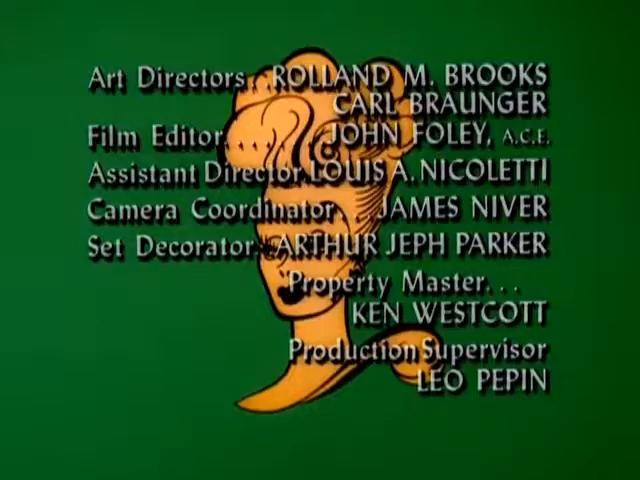 Art Directors . ROLLAND M. BROOKS
CARL BRAUNGER
Film Editor . . . . . JOHN FOLEY, A.C.E.
Assistant Director. LOUIS A. NICOLETTI
Camera Coordinator . . JAMES NIVER
Set Decorator . ARTHUR JEPH PARKER
Property Master. . .
KEN WESTCOTT
Production Supervisor
LEO PEPIN